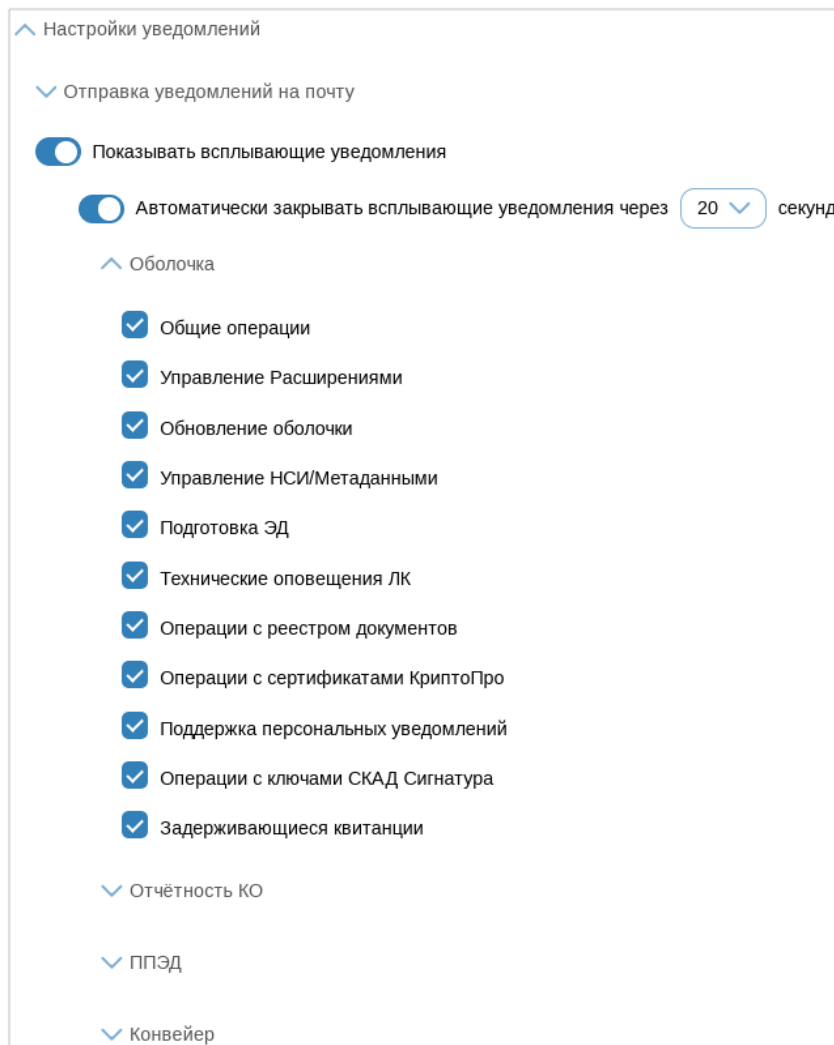 Настройки уведомлений
Отправка уведомлений на почту
Показывать всплывающие уведомления
Автоматически закрывать всплывающие уведомления через 20 секунд
Оболочка
Общие операции
Управление Расширениями
Обновление оболочки
Управление НСИ/Метаданными
Подготовка ЭД
Технические оповещения ЛК
Операции с реестром документов
Операции с сертификатами КриптоПро
Поддержка персональных уведомлений
Операции с ключами СКАД Сигнатура
Задерживающиеся квитанции
Отчётность КО
ППЭД
Конвейер